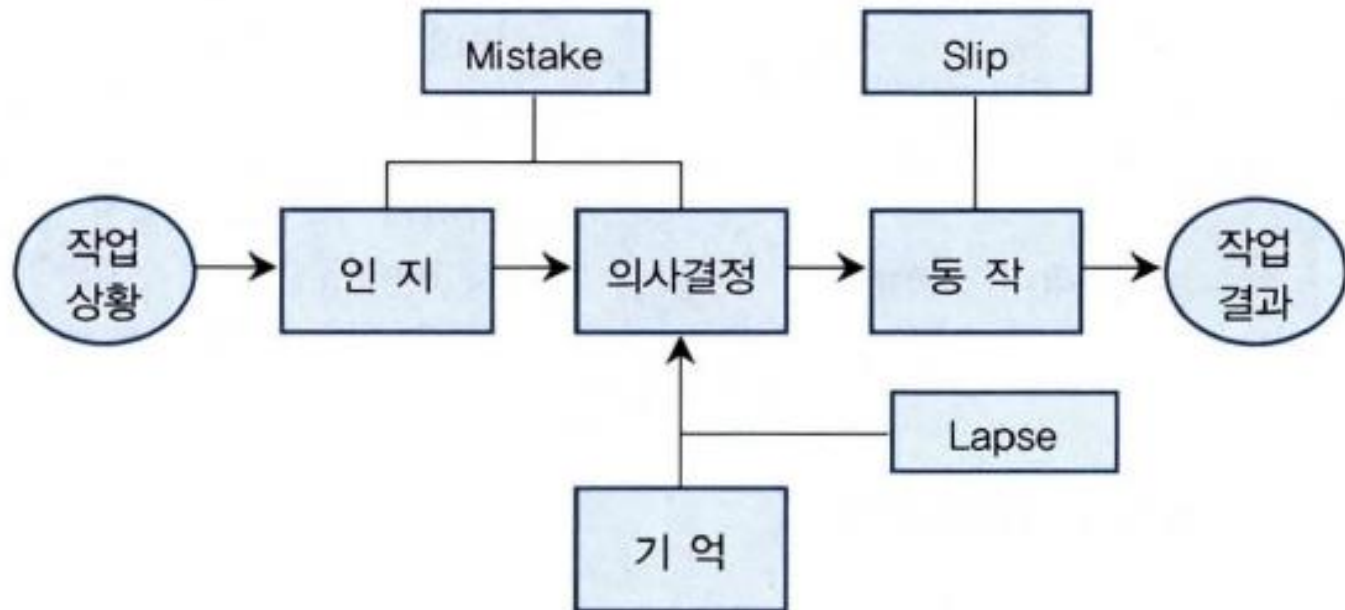 Mistake
Slip
작업
상황
인 지
의사결정
동 작
작업
결과
Lapse
기 억